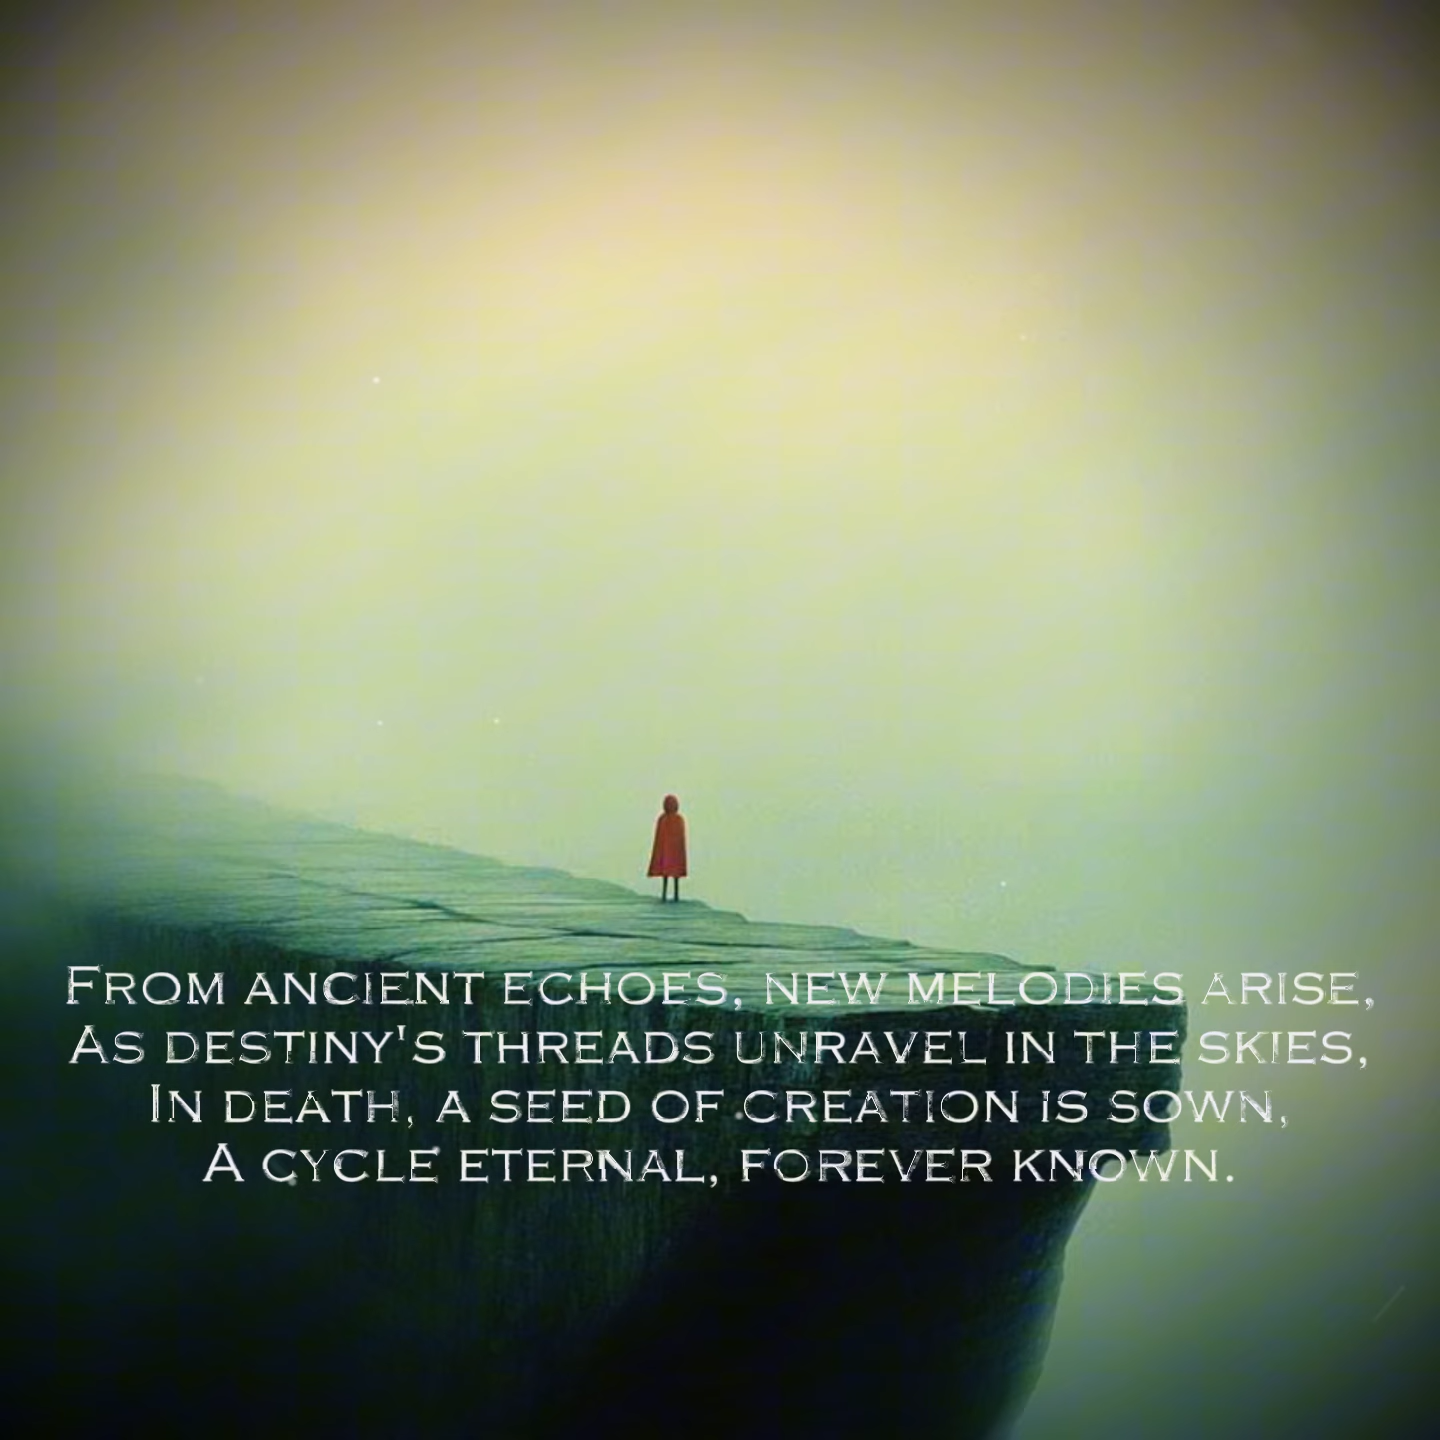 From ancient echoes, new melodies arise,
As destiny's threads unravel in the skies,
In death, a seed of creation is sown,
A cycle eternal, forever known.